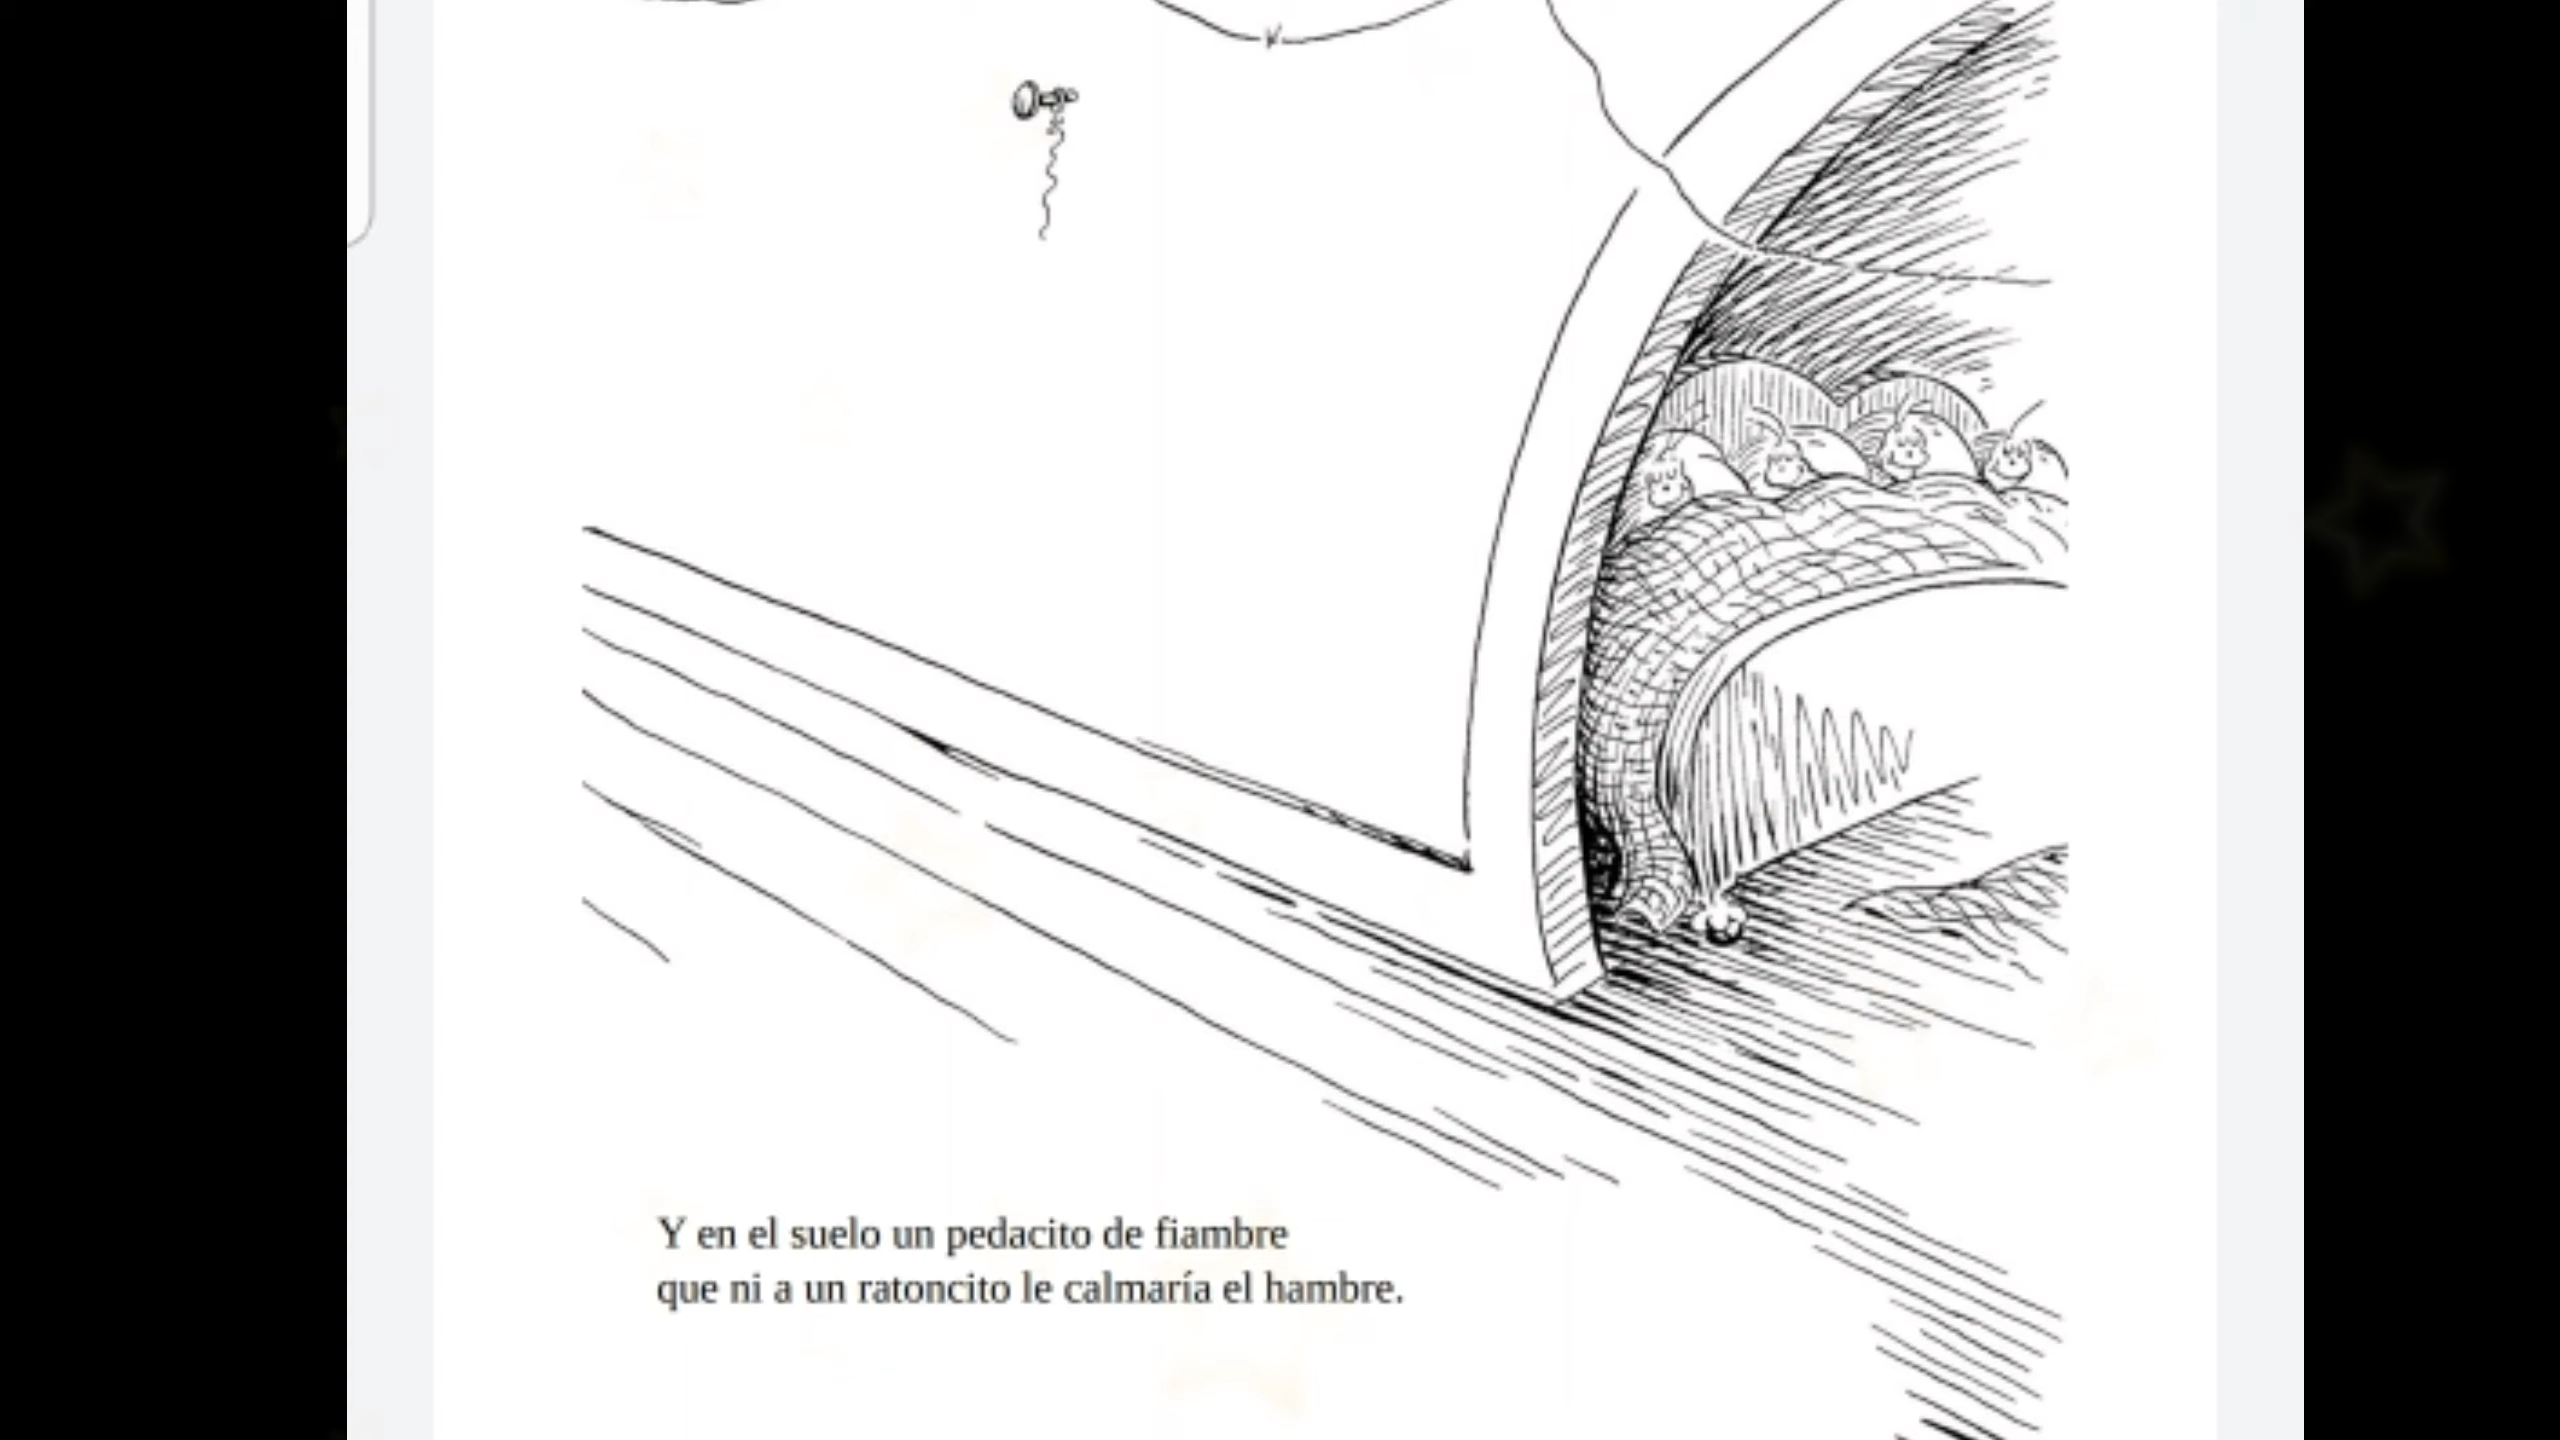 Y en el suelo un pedacito de fiambre
que ni a un ratoncito le calmaría el hambre.